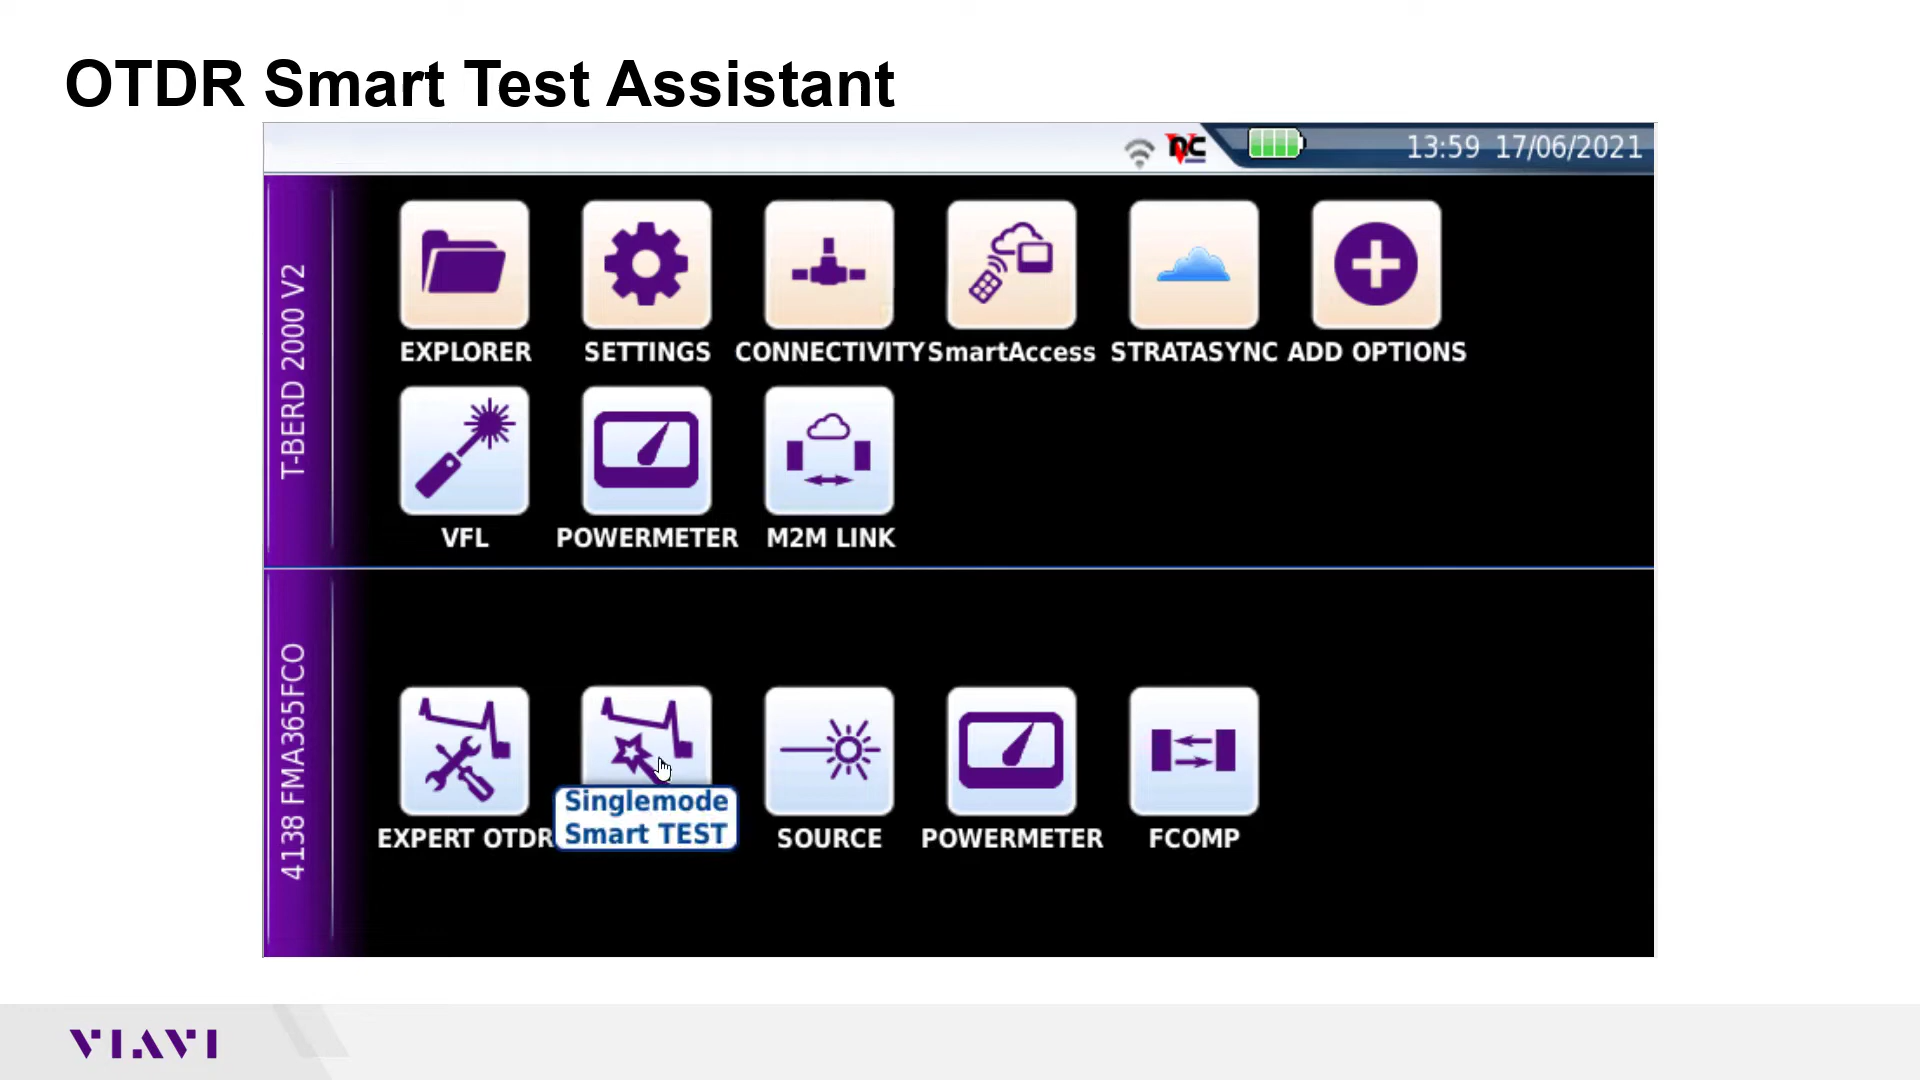 OTDR Smart Test Assistant
VNC 13:59 17/06/2021
T-BERD 2000 V2
EXPLORER SETTINGS CONNECTIVITY SmartAccess STRATASYNC ADD OPTIONS
VFL POWERMETER M2M LINK
4138 FMA365FCO
EXPERT OTDR Singlemode Smart TEST SOURCE POWERMETER FCOMP
VIAVI